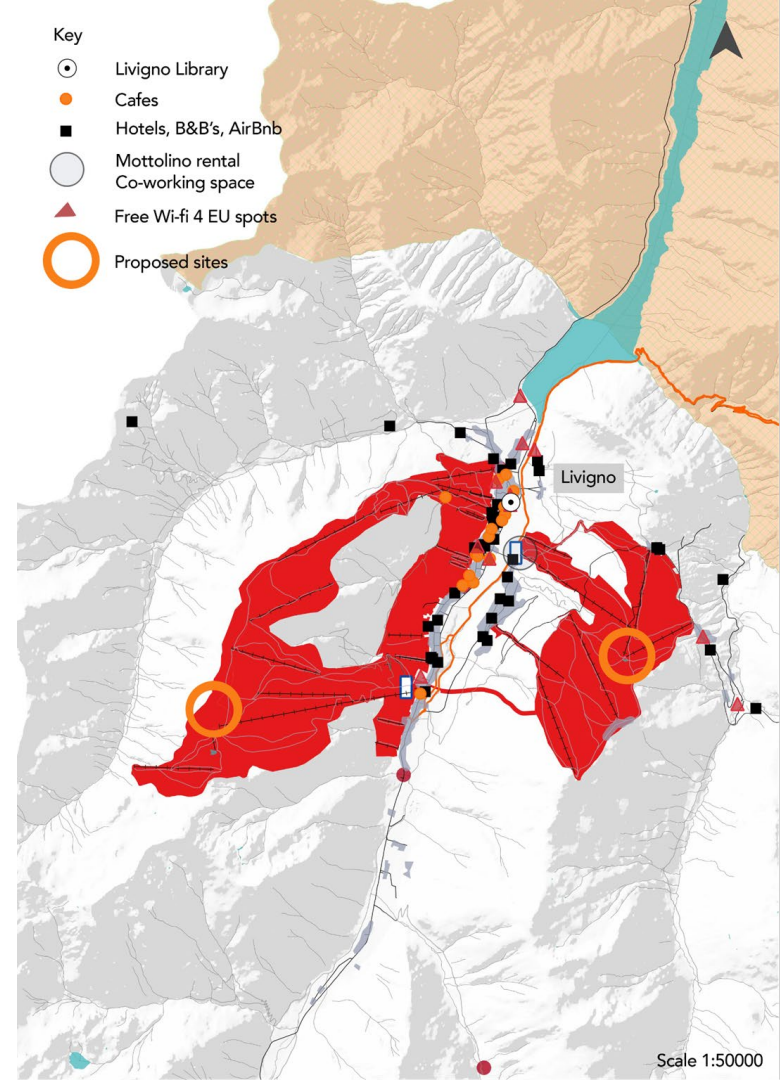 Key
Livigno Library
Cafes
Hotels, B&B's, AirBnb
Mottolino rental
Co-working space
Free Wi-fi 4 EU spots
Proposed sites
Livigno
Scale 1:50000